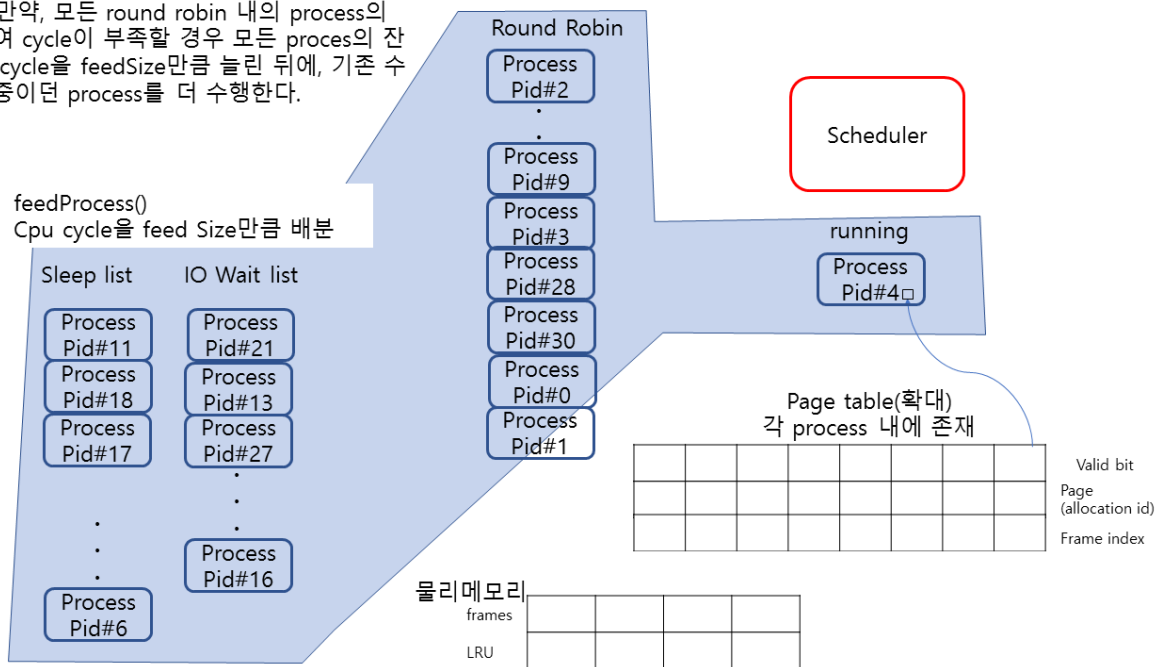 만약, 모든 round robin 내의 process의
여 cycle이 부족할 경우 모든 proces의 잔
cycle을 feedSize만큼 늘린 뒤에, 기존 수
중이던 process를 더 수행한다.
feedProcess()
Cpu cycle을 feed Size만큼 배분
Sleep list
Process
Pid#11
Process
Pid#18
Process
Pid#17
Process
Pid#6
IO Wait list
Process
Pid#21
Process
Pid#13
Process
Pid#27
Process
Pid#16
Round Robin
Process
Pid#2
Process
Pid#9
Process
Pid#3
Process
Pid#28
Process
Pid#30
Process
Pid#0
Process
Pid#1
Scheduler
running
Process
Pid#4
Page table(확대)
각 process 내에 존재
Valid bit
Page
(allocation id)
Frame index
물리메모리
frames
LRU